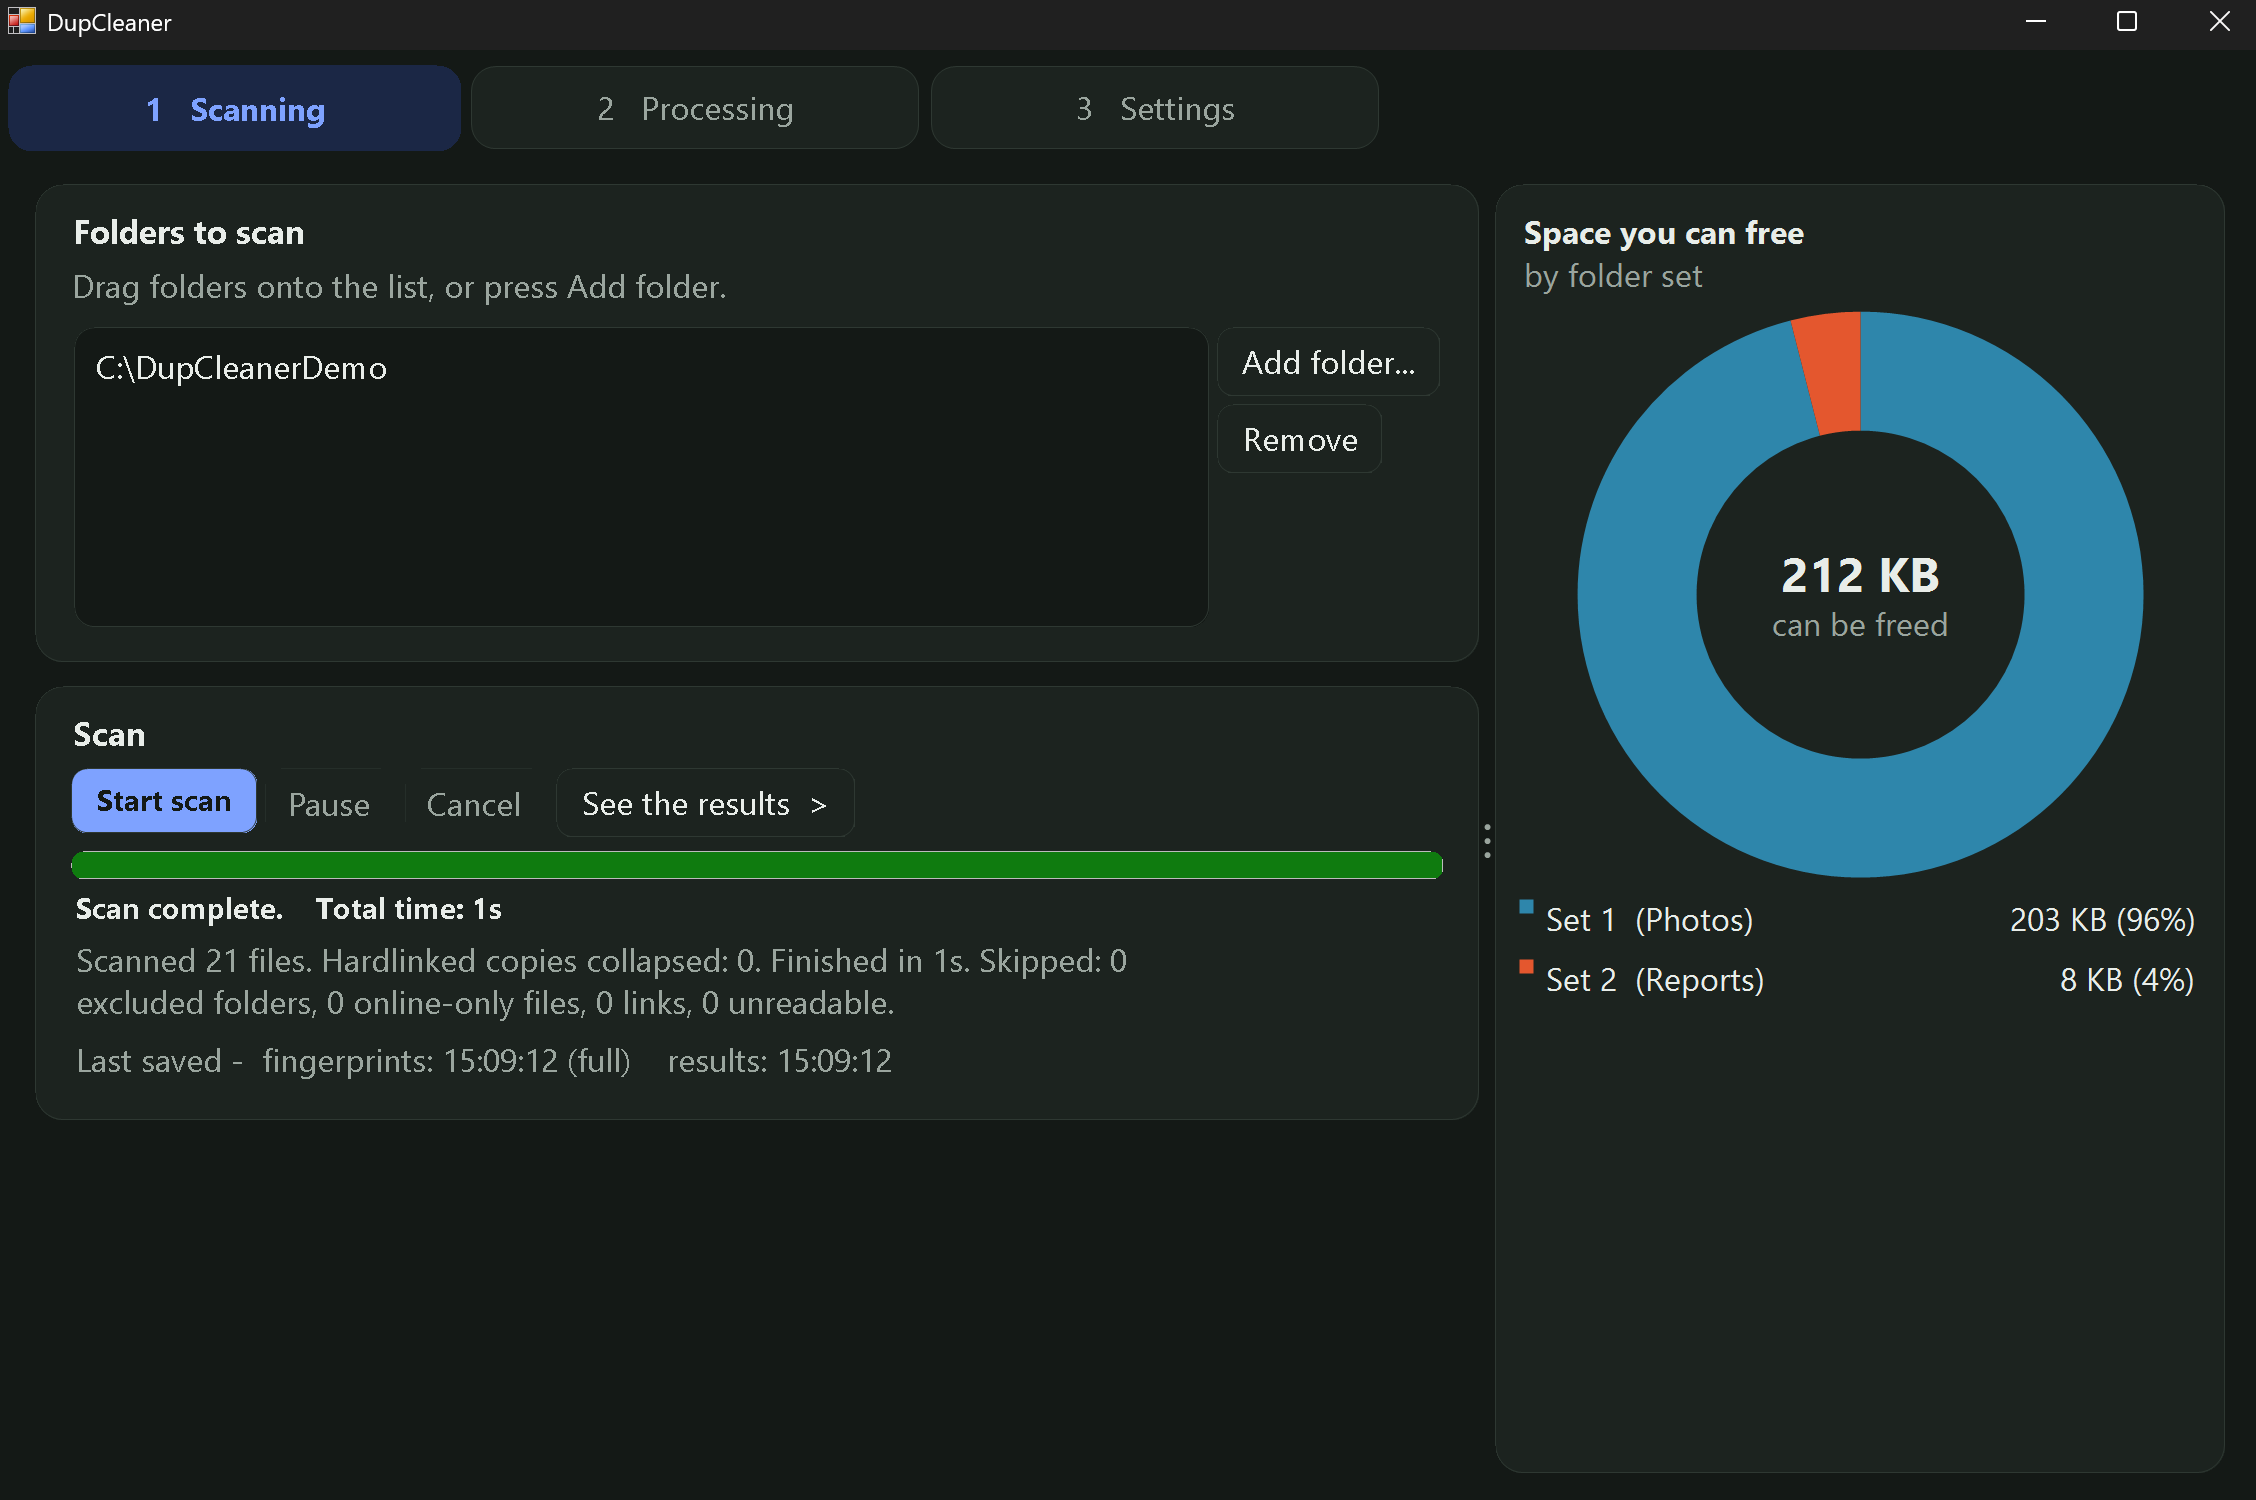 DupCleaner
1 Scanning
2 Processing
3 Settings
Folders to scan
Drag folders onto the list, or press Add folder.
C:\DupCleanerDemo
Add folder...
Remove
Scan
Start scan
Pause
Cancel
See the results >
Scan complete. Total time: 1s
Scanned 21 files. Hardlinked copies collapsed: 0. Finished in 1s. Skipped: 0
excluded folders, 0 online-only files, 0 links, 0 unreadable.
Last saved - fingerprints: 15:09:12 (full) results: 15:09:12
Space you can free
by folder set
212 KB
can be freed
Set 1 (Photos) 203 KB (96%)
Set 2 (Reports) 8 KB (4%)